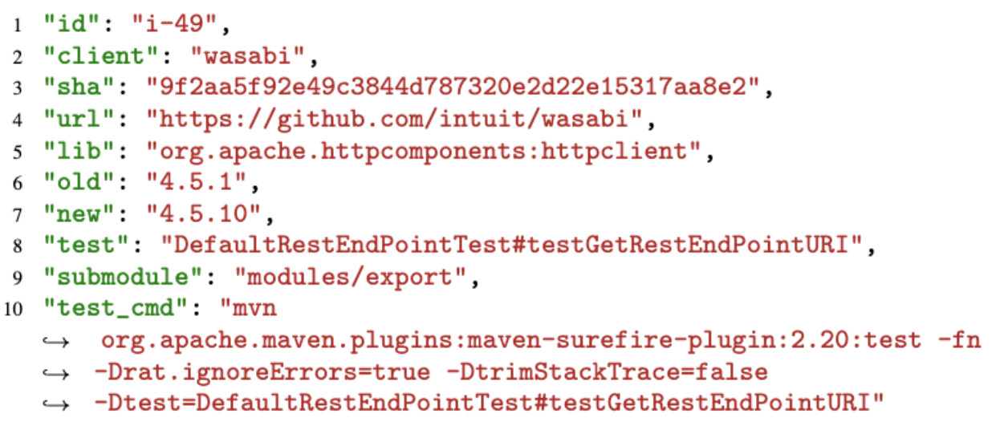 1 "id": "i-49",
2 "client": "wasabi",
3 "sha": "9f2aa5f92e49c3844d787320e2d22e15317aa8e2",
4 "url": "https://github.com/intuit/wasabi",
5 "lib": "org.apache.httpcomponents:httpclient",
6 "old": "4.5.1",
7 "new": "4.5.10",
8 "test": "DefaultRestEndPointTest#testGetRestEndPointURI",
9 "submodule": "modules/export",
10 "test_cmd": "mvn
↪ org.apache.maven.plugins:maven-surefire-plugin:2.20:test -fn
↪ -Drat.ignoreErrors=true -DtrimStackTrace=false
↪ -Dtest=DefaultRestEndPointTest#testGetRestEndPointURI"